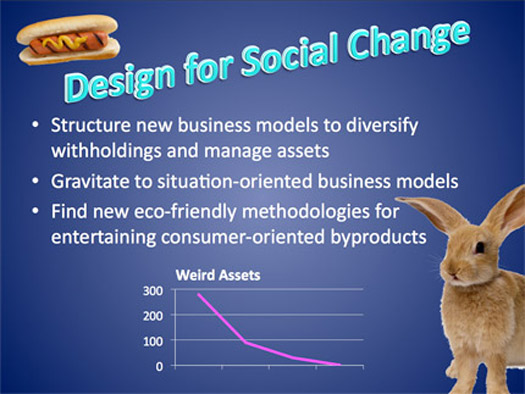 Design for Social Change
• Structure new business models to diversify
withholdings and manage assets
• Gravitate to situation-oriented business models
• Find new eco-friendly methodologies for
entertaining consumer-oriented byproducts
Weird Assets
300
200
100
0